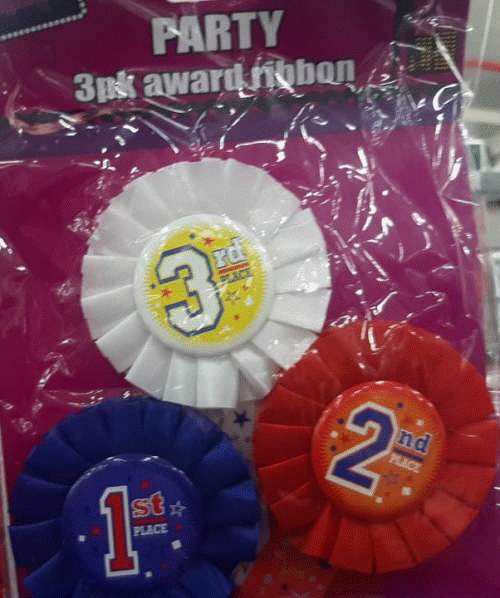 PARTY
3pk award ribbon
3rd
PLACE
2nd
PLACE
1st
PLACE